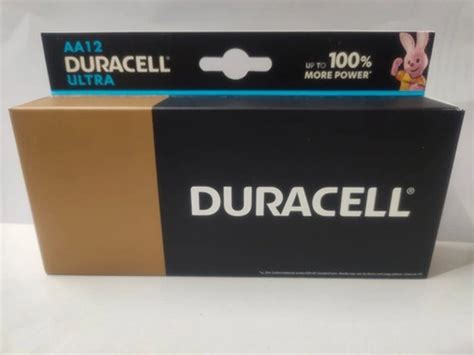 AA12
DURACELL®
ULTRA
UP TO 100%
MORE POWER*
DURACELL®